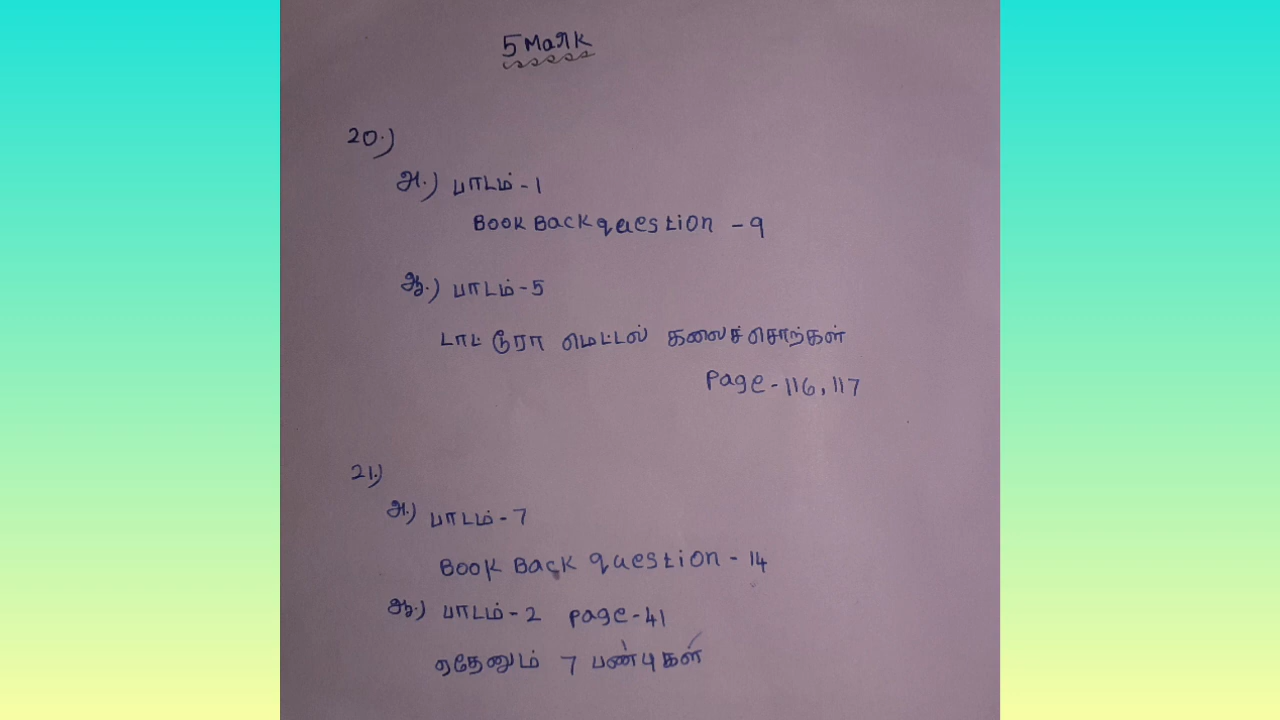 5 Mark
20.)
அ.) பாடம் - 1
Book Back question - 9
ஆ.) பாடம் - 5
டாட் டூரா மெட்டல் கலைச்சொற்கள்
Page - 116, 117
21.)
அ.) பாடம் - 7
Book Back question - 14
ஆ.) பாடம் - 2 Page - 41
ஏதேனும் 7 பண்புகள்